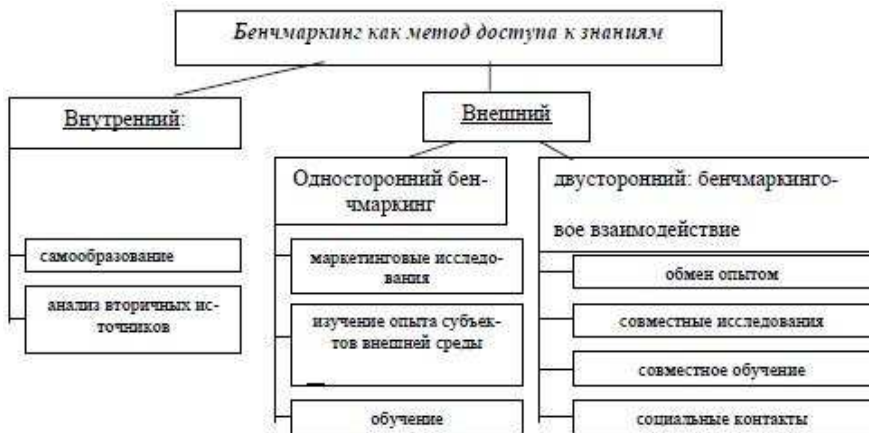 Бенчмаркинг как метод доступа к знаниям
Внутренний:
Внешний
Односторонний бен-
чмаркинг
двусторонний: бенчмаркинго-
вое взаимодействие
самообразование
анализ вторичных ис-
точников
маркетинговые исследо-
вания
изучение опыта субъек-
тов внешней среды
обучение
обмен опытом
совместные исследования
совместное обучение
социальные контакты